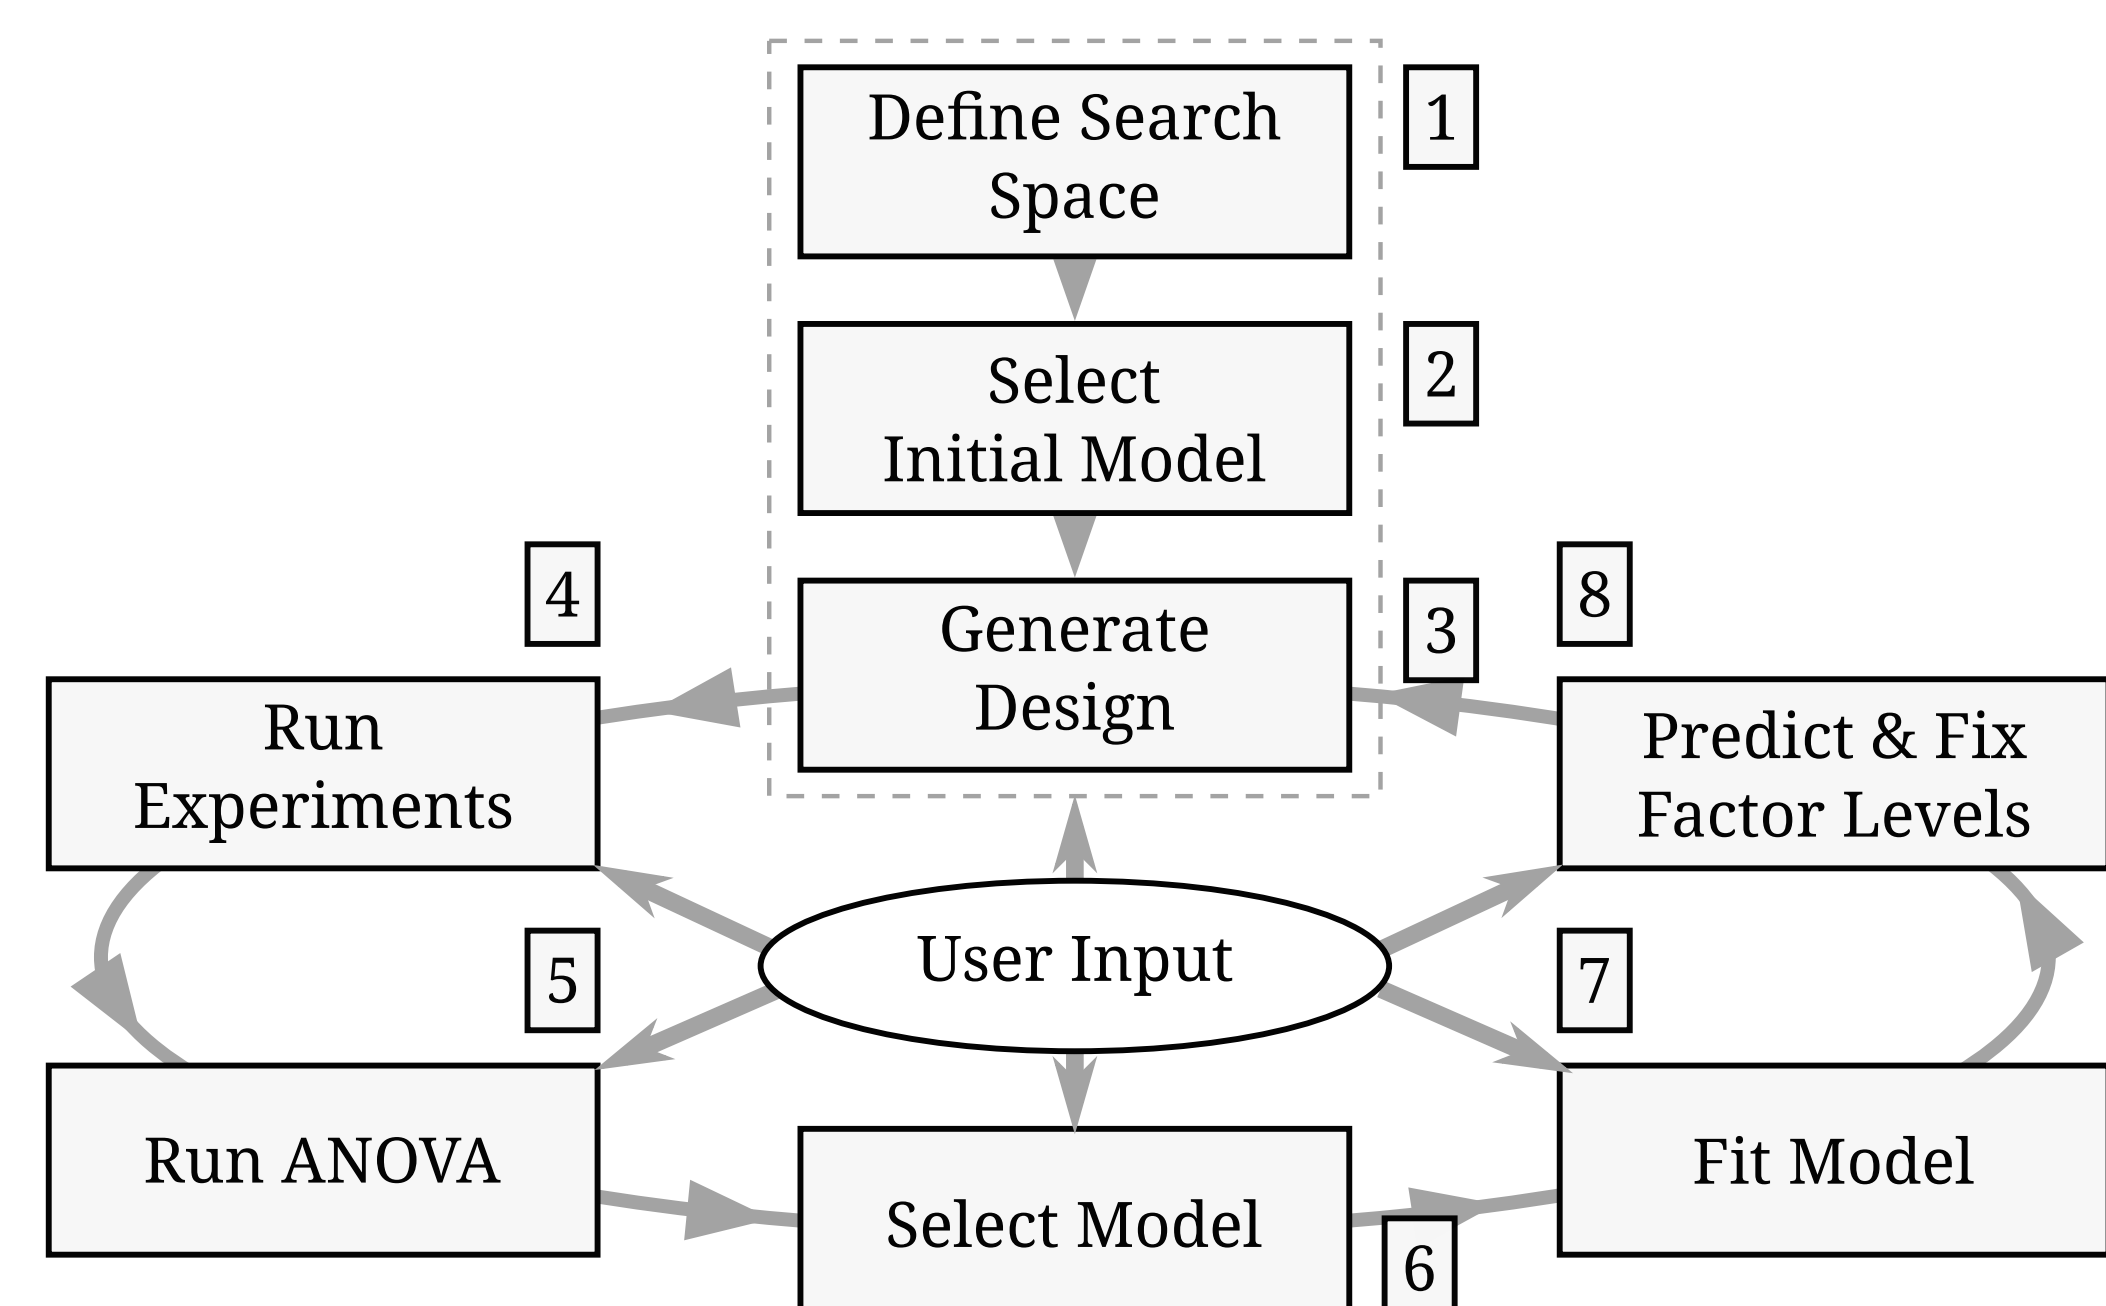 Define Search
Space
1
Select
Initial Model
2
Generate
Design
3
4
Run
Experiments
8
Predict & Fix
Factor Levels
User Input
5
Run ANOVA
Select Model
6
7
Fit Model